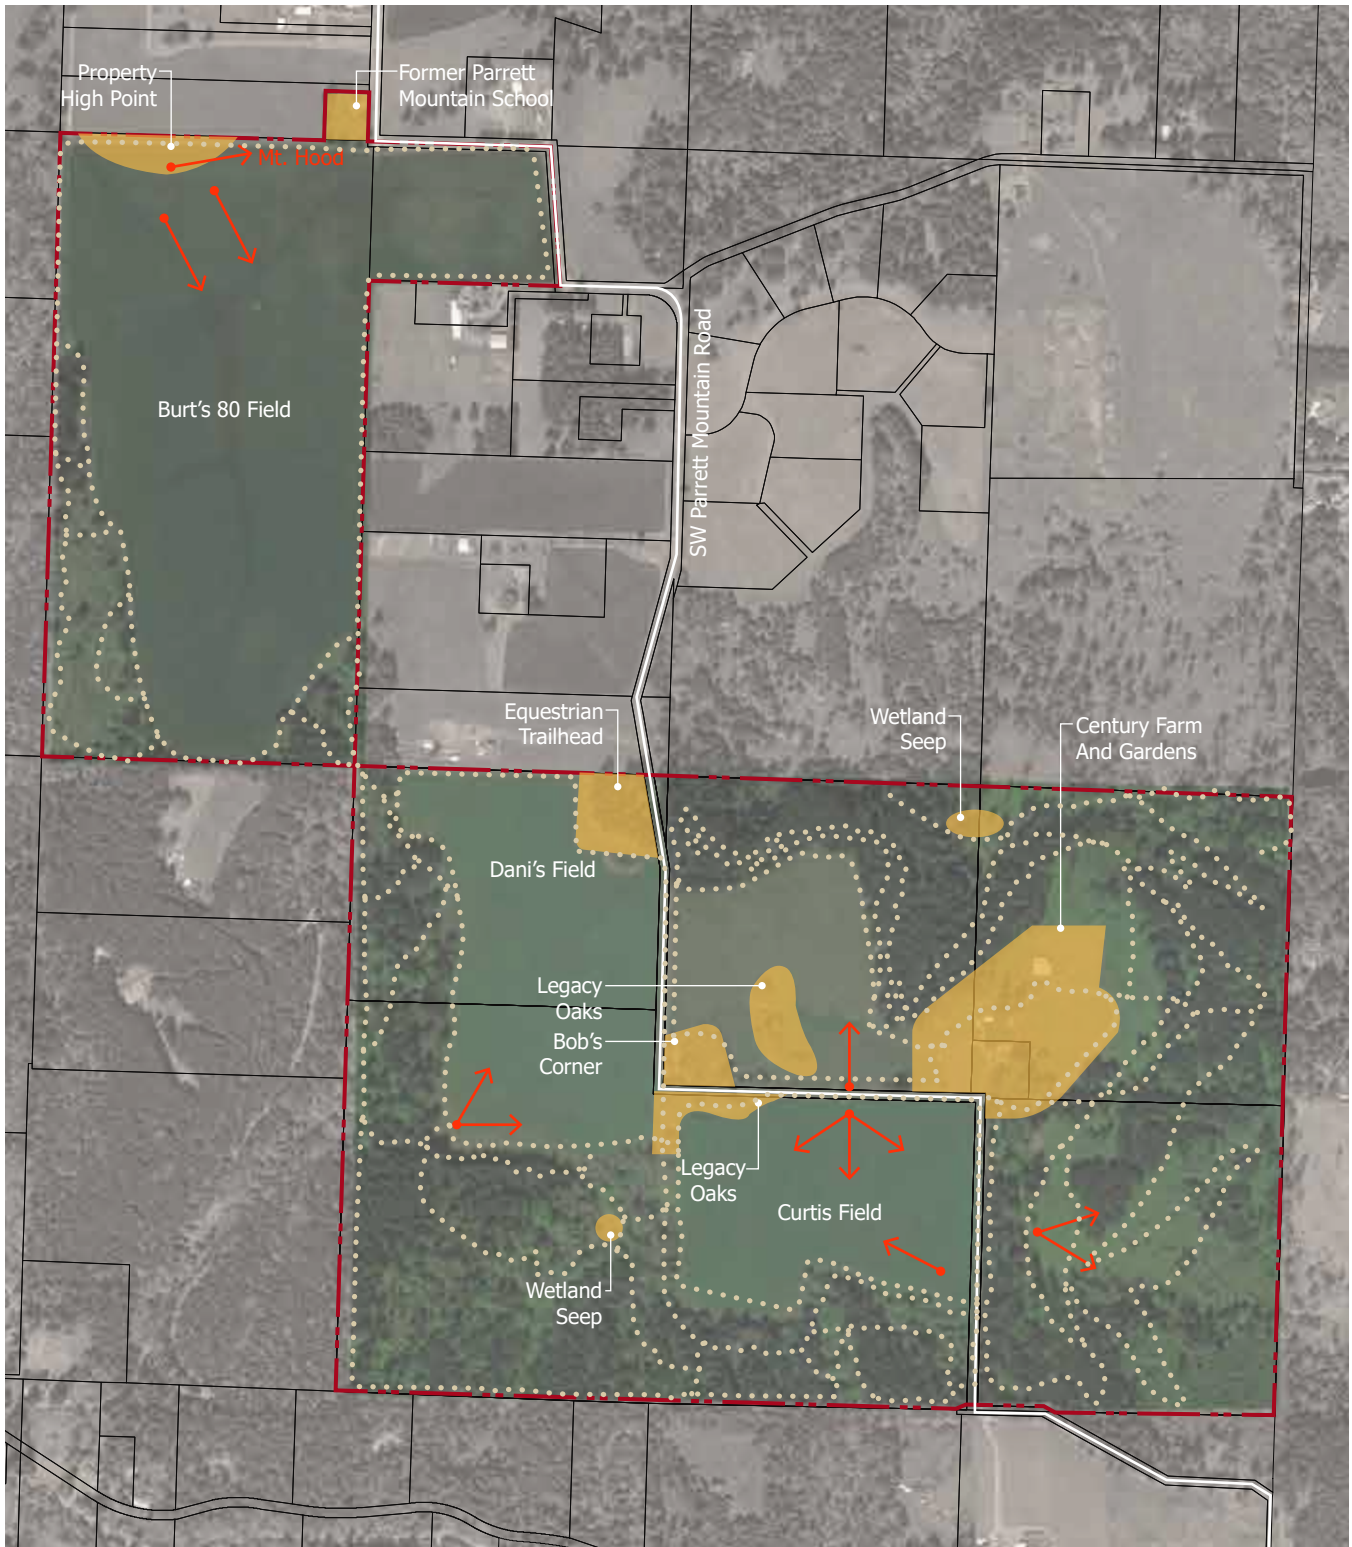 Property
High Point
Former Parrett
Mountain School
Mt. Hood
Burt's 80 Field
SW Parrett Mountain Road
Equestrian
Trailhead
Wetland
Seep
Century Farm
And Gardens
Dani's Field
Legacy
Oaks
Bob's
Corner
Legacy
Oaks
Curtis Field
Wetland
Seep